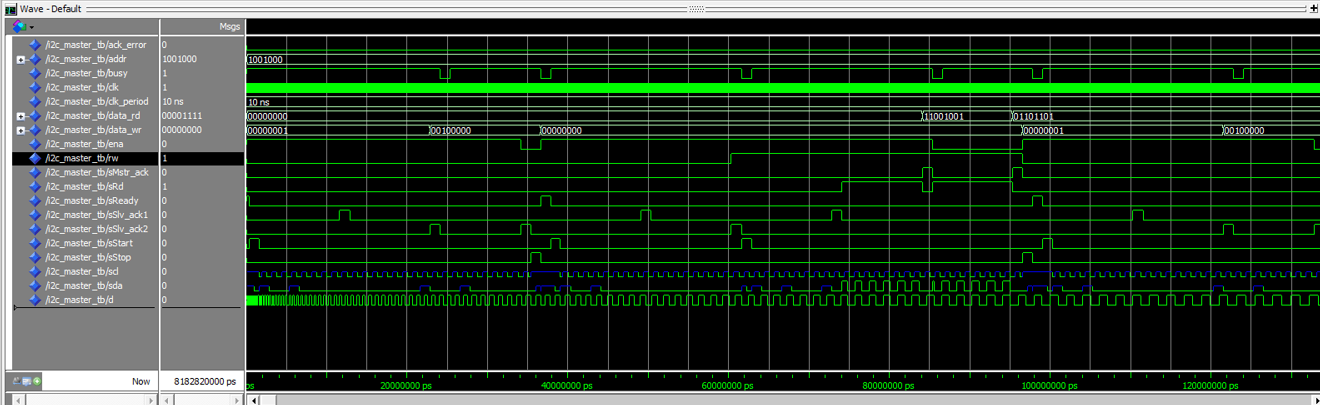 Wave - Default
Msgs
/i2c_master_tb/ack_error 0
/i2c_master_tb/addr 1001000 1001000
/i2c_master_tb/busy 1
/i2c_master_tb/clk 1
/i2c_master_tb/clk_period 10 ns 10 ns
/i2c_master_tb/data_rd 00001111 00000000 11001001 01101101
/i2c_master_tb/data_wr 00000000 00000001 00100000 00000000 00000001 00100000
/i2c_master_tb/ena 0
/i2c_master_tb/rw 1
/i2c_master_tb/sMstr_ack 0
/i2c_master_tb/sRd 1
/i2c_master_tb/sReady 0
/i2c_master_tb/sSlv_ack1 0
/i2c_master_tb/sSlv_ack2 0
/i2c_master_tb/sStart 0
/i2c_master_tb/sStop 0
/i2c_master_tb/scl 0
/i2c_master_tb/sda 0
/i2c_master_tb/d 0
Now 8182820000 ps ps 20000000 ps 40000000 ps 60000000 ps 80000000 ps 100000000 ps 120000000 ps